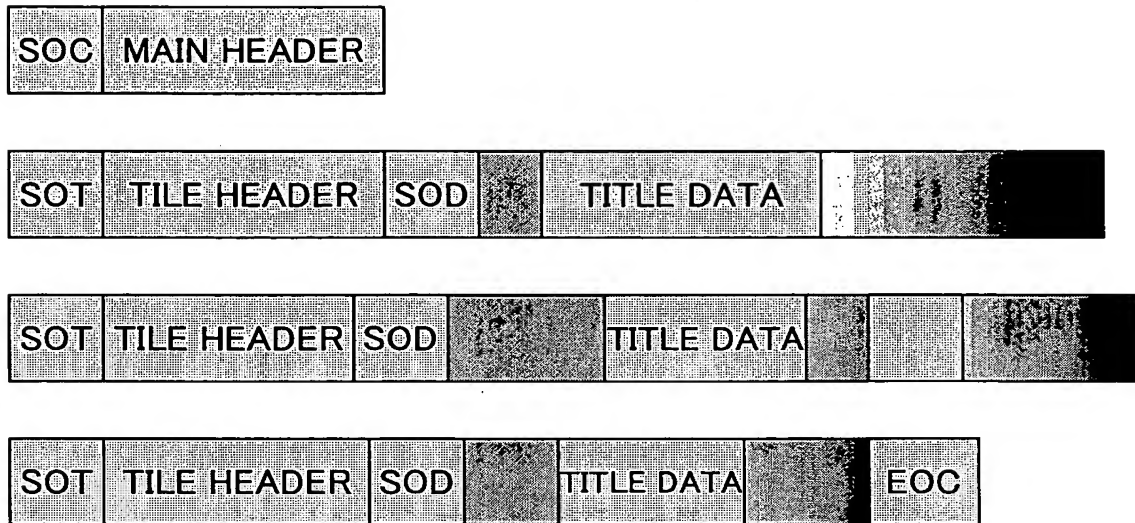 SOC MAIN HEADER
SOT TILE HEADER SOD TITLE DATA
SOT TILE HEADER SOD TITLE DATA
SOT TILE HEADER SOD TITLE DATA EOC